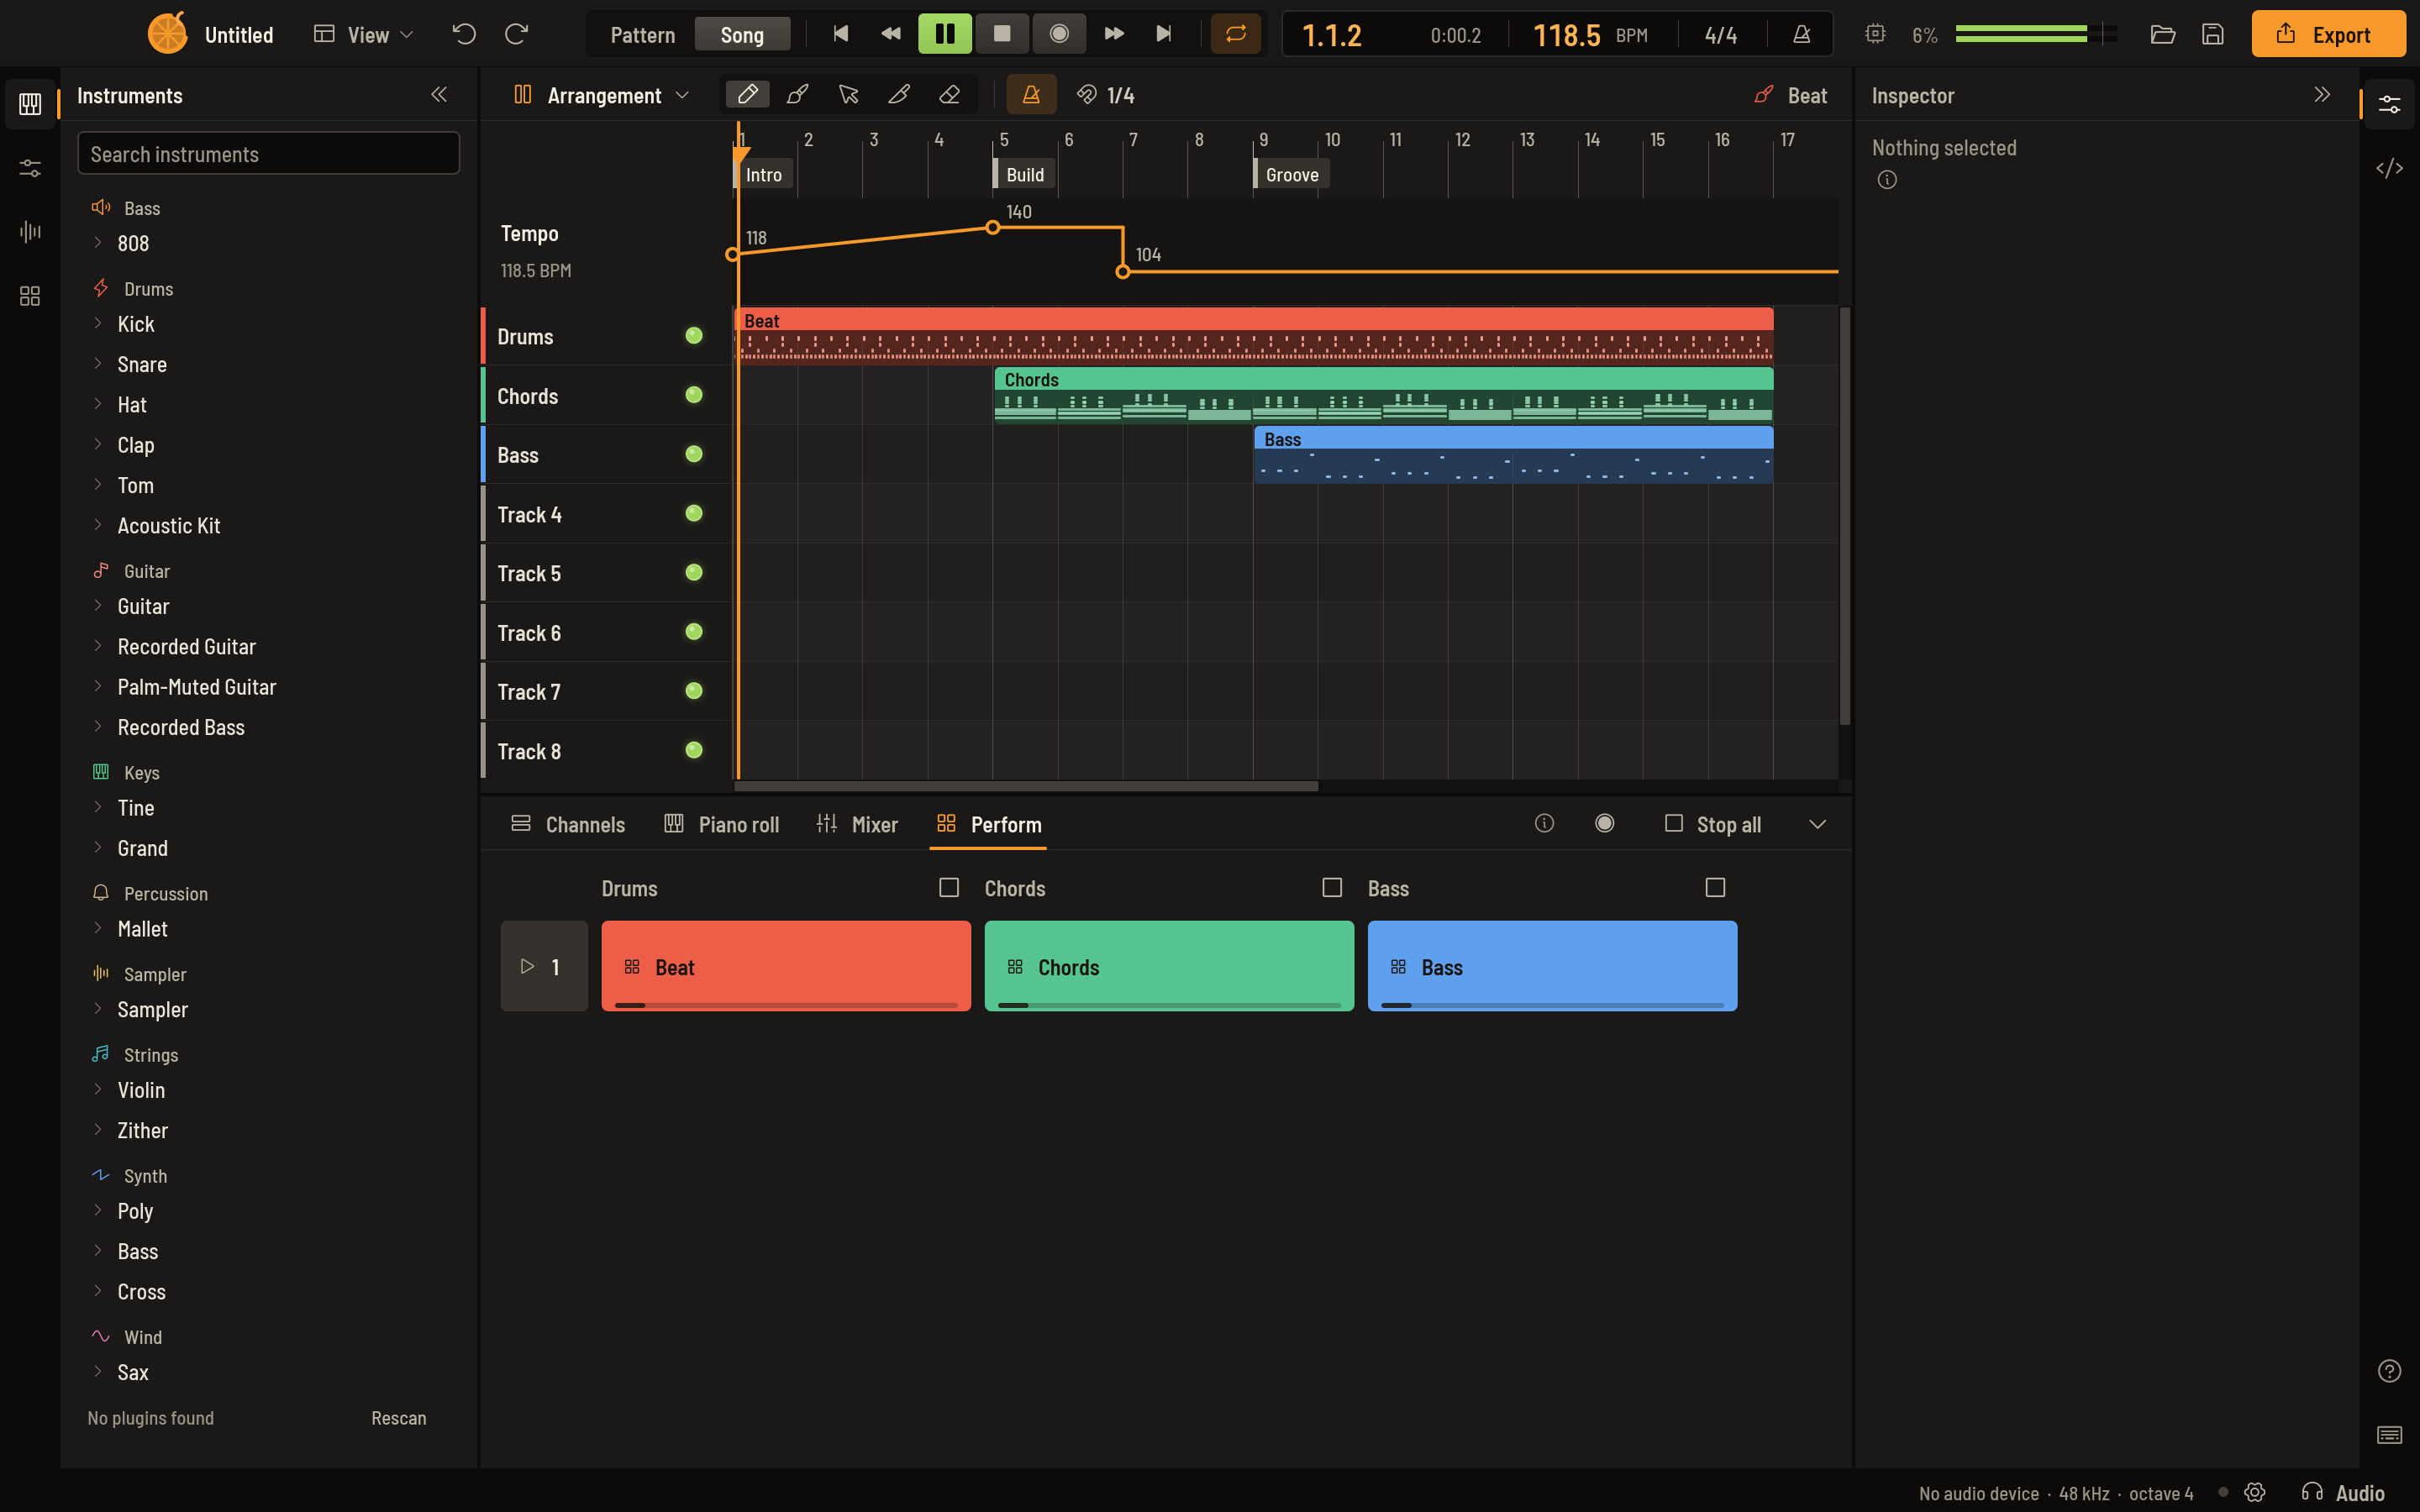 Untitled
View
Pattern
Song
1.1.2
0:00.2
118.5 BPM
4/4
6%
Export
Instruments
Search instruments
Bass
808
Drums
Kick
Snare
Hat
Clap
Tom
Acoustic Kit
Guitar
Guitar
Recorded Guitar
Palm-Muted Guitar
Recorded Bass
Keys
Tine
Grand
Percussion
Mallet
Sampler
Sampler
Strings
Violin
Zither
Synth
Poly
Bass
Cross
Wind
Sax
No plugins found
Rescan
Arrangement
1/4
Beat
1 2 3 4 5 6 7 8 9 10 11 12 13 14 15 16 17
Intro
Build
Groove
Tempo
118.5 BPM
118
140
104
Drums
Beat
Chords
Chords
Bass
Bass
Track 4
Track 5
Track 6
Track 7
Track 8
Channels
Piano roll
Mixer
Perform
Stop all
Drums
Chords
Bass
1
Beat
Chords
Bass
Inspector
Nothing selected
No audio device · 48 kHz · octave 4
Audio